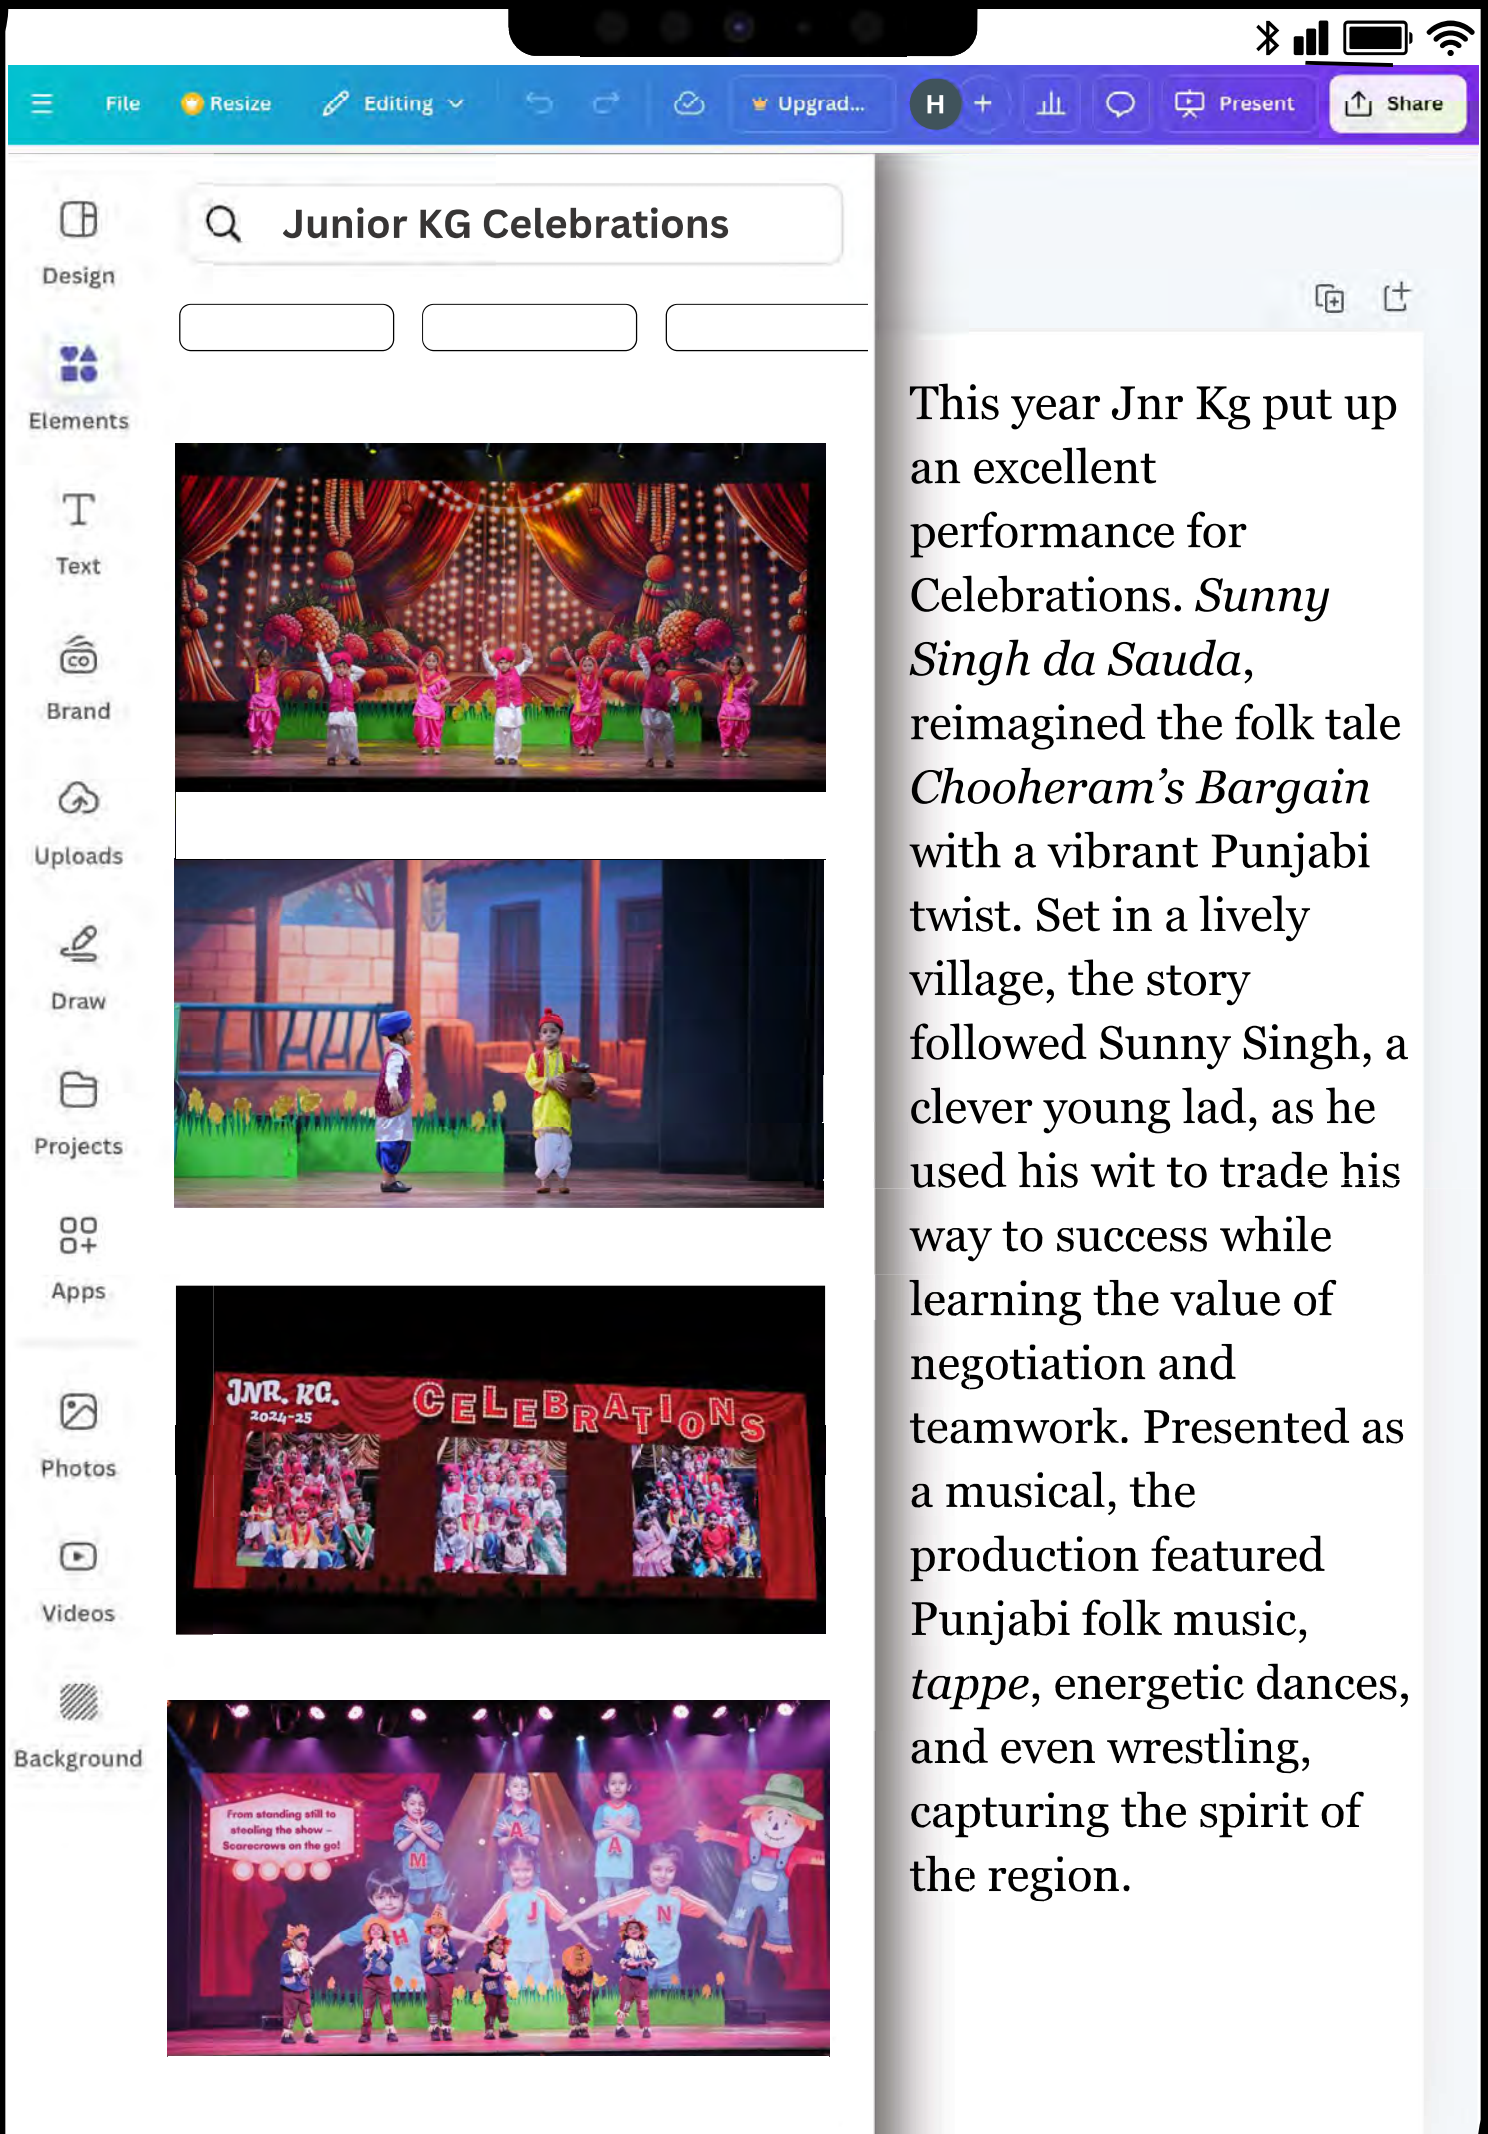 File
Resize
Editing
Upgrad...
H
Present
Share
Junior KG Celebrations
Design
Elements
Text
CO
Brand
Uploads
Draw
Projects
Apps
Photos
Videos
Background
JNR. KG.
2024-25
CELEBRATIONS
From standing still to
stealing the show –
Scarecrows on the go!
M
A
A
H
J
N
This year Jnr Kg put up
an excellent
performance for
Celebrations. Sunny
Singh da Sauda,
reimagined the folk tale
Chooheram’s Bargain
with a vibrant Punjabi
twist. Set in a lively
village, the story
followed Sunny Singh, a
clever young lad, as he
used his wit to trade his
way to success while
learning the value of
negotiation and
teamwork. Presented as
a musical, the
production featured
Punjabi folk music,
tappe, energetic dances,
and even wrestling,
capturing the spirit of
the region.